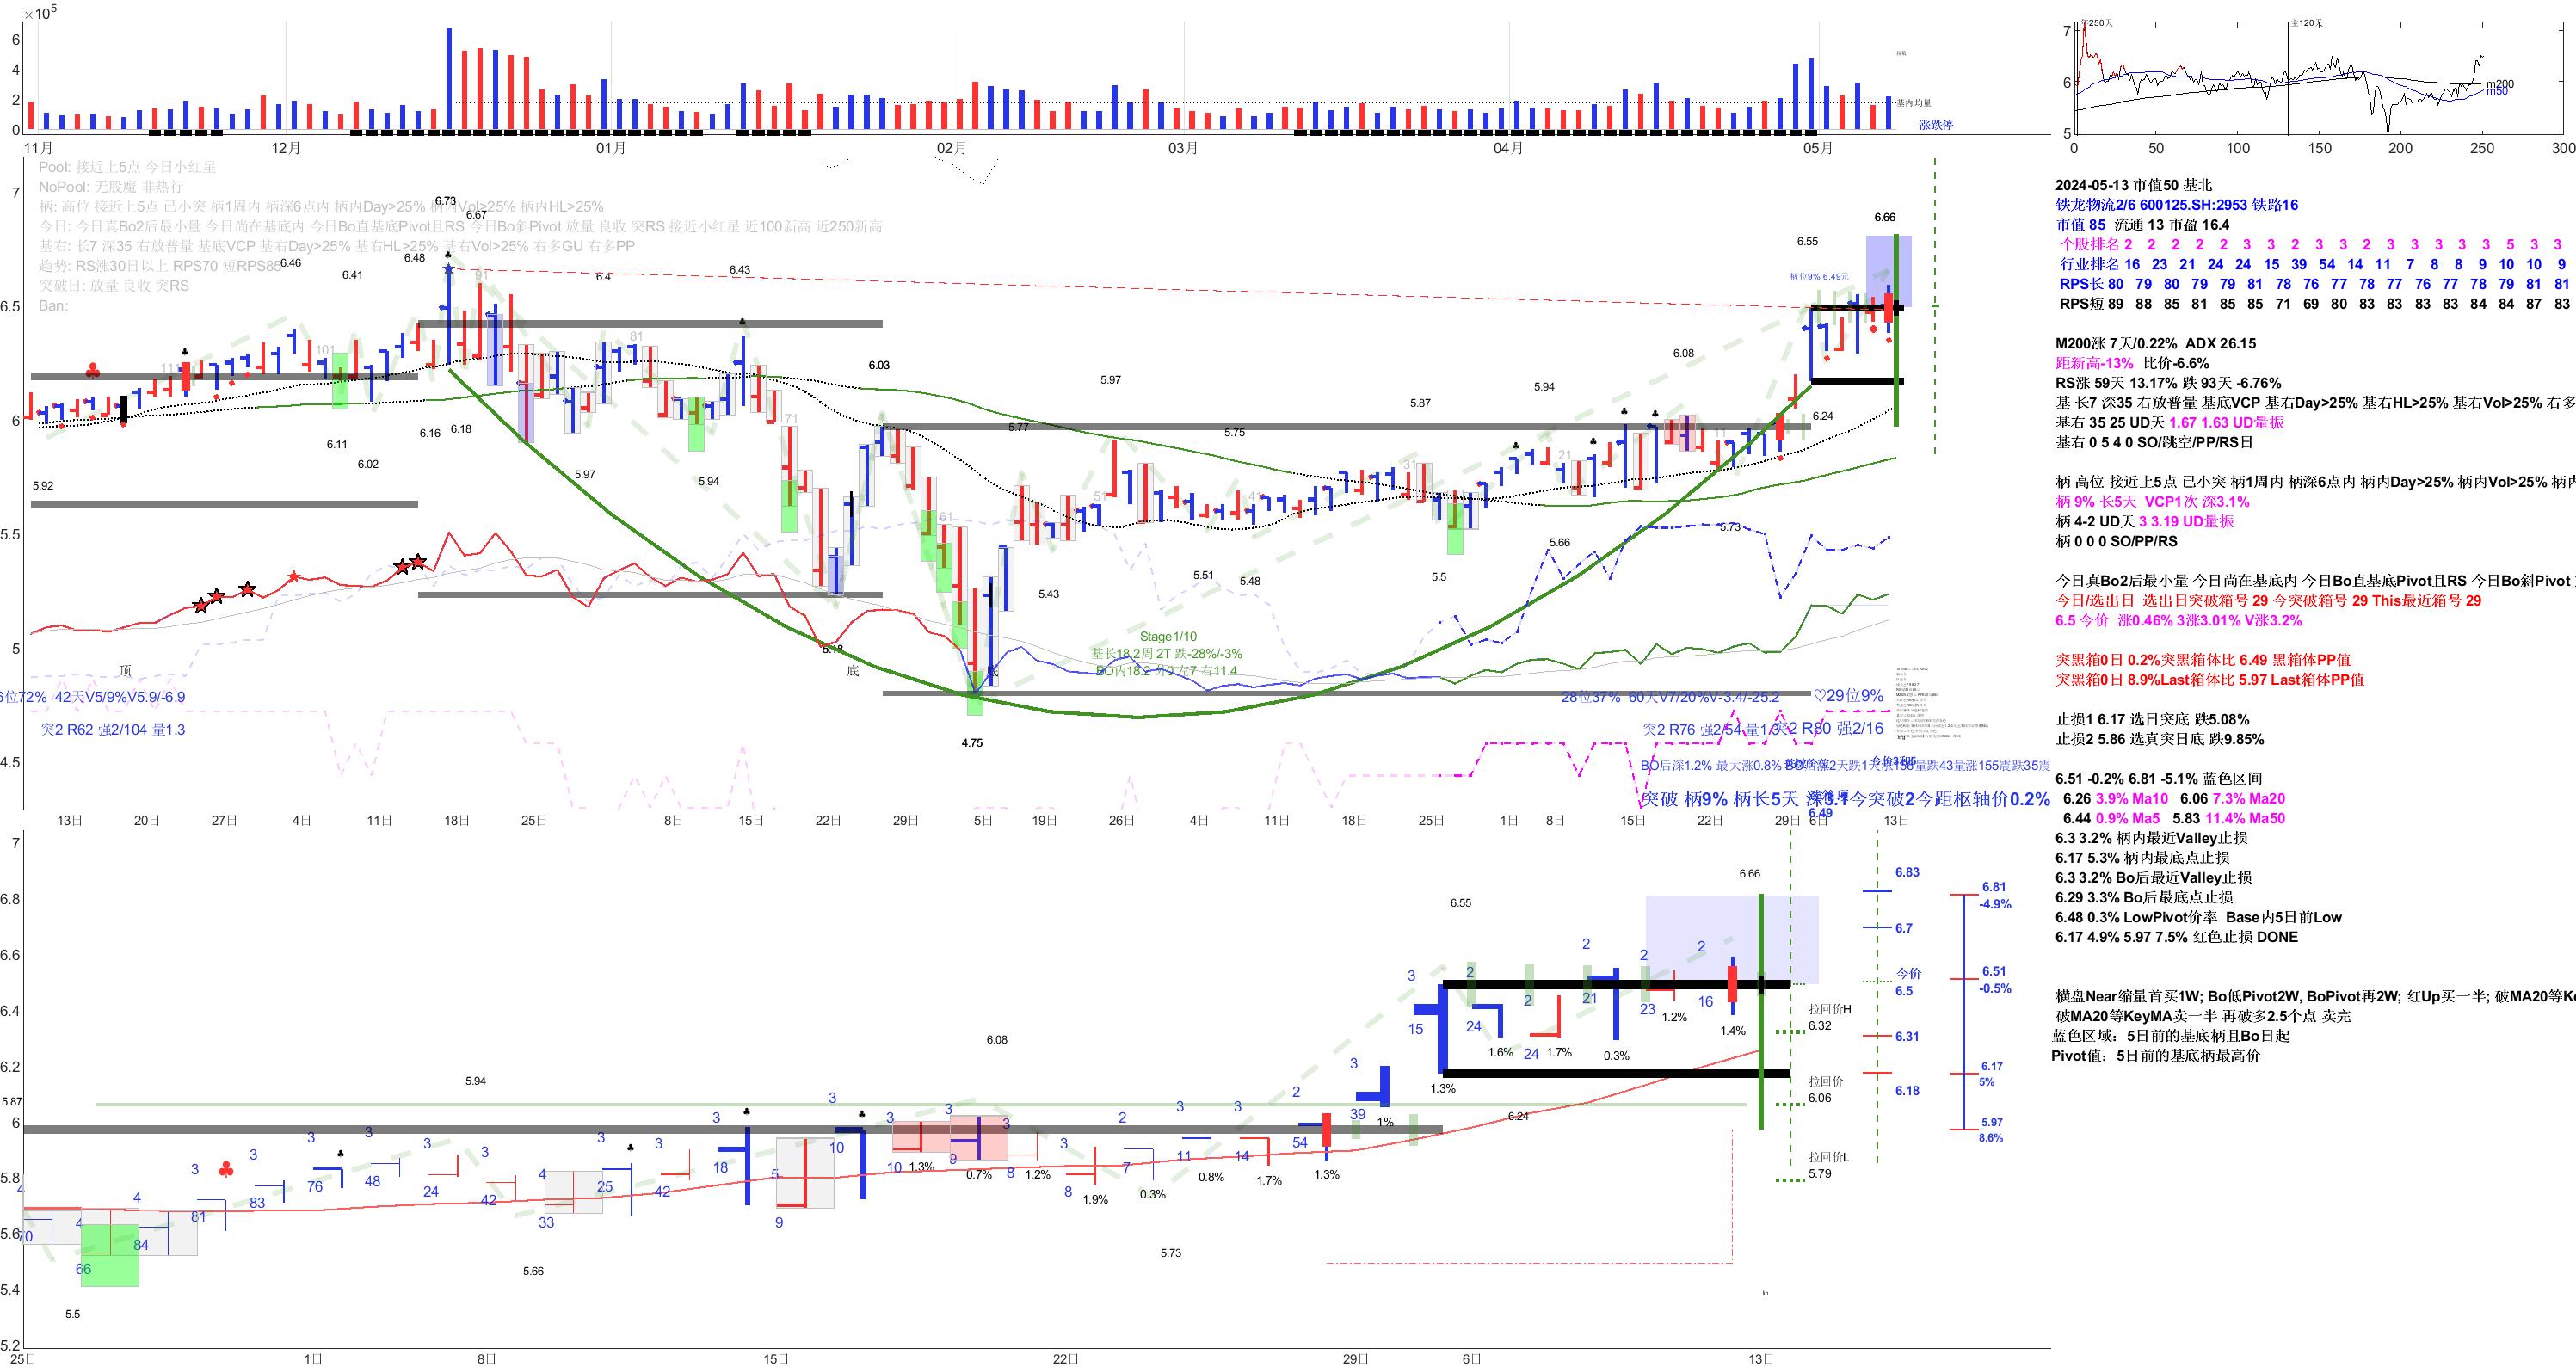 ×10⁵
6
4
2
0
基内均量
涨跌停
11月 12月 01月 02月 03月 04月 05月
Pool: 接近上5点 今日小红星
NoPool: 无股魔 非热行
柄: 高位 接近上5点 己小突 柄1周内 柄深6点内 柄内Day>25% 柄内Vol>25% 柄内HL>25%
今日: 今日真Bo2后最小量 今日尚在基底内 今日Bo直基底Pivot且RS 今日Bo斜Pivot 放量 良收 突RS 接近小红星 近100新高 近250新高
基右: 长7 深35 右放普量 基底VCP 基右Day>25% 基右HL>25% 基右Vol>25% 右多GU 右多PP
趋势: RS涨30日以上 RPS70 短RPS85
突破日: 放量 良收 突RS
Ban:
7
6.5
6
5.5
5
4.5
6.73
6.67
6.46
6.41
6.48
6.4
6.43
6.03
5.97
5.77
5.75
5.87
5.94
6.08
6.55
6.66
柄位9% 6.49元
6.24
5.92
6.11
6.02
6.16
6.18
5.97
5.94
5.43
5.51
5.48
5.5
5.66
5.73
4.75
101
91
81
71
61
51
41
31
21
11
顶
底
Stage1/10
基长18.2周 2T 跌-28%/-3%
BO内18.2 外0 左7 右11.4
位72% 42天V5/9%V5.9/-6.9
突2 R62 强2/104 量1.3
28位37% 60天V7/20%V-3.4/-25.2
♡29位9%
突2 R76 强2/54 量1.3
突2 R80 强2/16
突破 柄9% 柄长5天 深3.1今突破2今距枢轴价0.2%
6.49
13日 20日 27日 4日 11日 18日 25日 8日 15日 22日 29日 5日 19日 26日 4日 11日 18日 25日 1日 8日 15日 22日 29日 6日 13日
7
6.8
6.6
6.4
6.2
6
5.8
5.6
5.4
5.2
5.87
5.94
6.08
6.55
6.66
6.24
5.5
5.66
5.73
70 66 84 81 83 76 48 24 42 33 25 42 18 9 10 10 9 8 8 7 11 14 54 39 15 24 24 21 23 16
1.3% 0.7% 1.2% 1.9% 0.3% 0.8% 1.7% 1.3% 1% 1.3% 1.6% 1.7% 0.3% 1.2% 1.4%
拉回价H
6.32
拉回价
6.06
拉回价L
5.79
6.83
6.7
今价
6.5
6.31
6.18
6.81
-4.9%
6.51
-0.5%
6.17
5%
5.97
8.6%
25日 1日 8日 15日 22日 29日 6日 13日
7
6
5
m200
m50
0 50 100 150 200 250 300
2024-05-13 市值50 基北
铁龙物流2/6 600125.SH:2953 铁路16
市值 85 流通 13 市盈 16.4
个股排名 2 2 2 2 2 3 3 2 3 3 2 3 3 3 3 5 3 3
行业排名 16 23 21 24 24 15 39 54 14 11 7 8 8 9 10 10 9
RPS长 80 79 80 79 79 81 78 76 77 78 77 76 77 78 79 81 81
RPS短 89 88 85 81 85 85 71 69 80 83 83 83 83 84 84 87 83
M200涨 7天/0.22% ADX 26.15
距新高-13% 比价-6.6%
RS涨 59天 13.17% 跌 93天 -6.76%
基 长7 深35 右放普量 基底VCP 基右Day>25% 基右HL>25% 基右Vol>25% 右多
基右 35 25 UD天 1.67 1.63 UD量振
基右 0 5 4 0 SO/跳空/PP/RS日
柄 高位 接近上5点 己小突 柄1周内 柄深6点内 柄内Day>25% 柄内Vol>25% 柄内
柄 9% 长5天 VCP1次 深3.1%
柄 4-2 UD天 3 3.19 UD量振
柄 0 0 0 SO/PP/RS
今日真Bo2后最小量 今日尚在基底内 今日Bo直基底Pivot且RS 今日Bo斜Pivot
今日/选出日 选出日突破箱号 29 今突破箱号 29 This最近箱号 29
6.5 今价 涨0.46% 3涨3.01% V涨3.2%
突黑箱0日 0.2%突黑箱体比 6.49 黑箱体PP值
突黑箱0日 8.9%Last箱体比 5.97 Last箱体PP值
止损1 6.17 选日突底 跌5.08%
止损2 5.86 选真突日底 跌9.85%
6.51 -0.2% 6.81 -5.1% 蓝色区间
6.26 3.9% Ma10 6.06 7.3% Ma20
6.44 0.9% Ma5 5.83 11.4% Ma50
6.3 3.2% 柄内最近Valley止损
6.17 5.3% 柄内最底点止损
6.3 3.2% Bo后最近Valley止损
6.29 3.3% Bo后最底点止损
6.48 0.3% LowPivot价率 Base内5日前Low
6.17 4.9% 5.97 7.5% 红色止损 DONE
横盘Near缩量首买1W; Bo低Pivot2W, BoPivot再2W; 红Up买一半; 破MA20等Ke
破MA20等KeyMA卖一半 再破多2.5个点 卖完
蓝色区域：5日前的基底柄且Bo日起
Pivot值：5日前的基底柄最高价